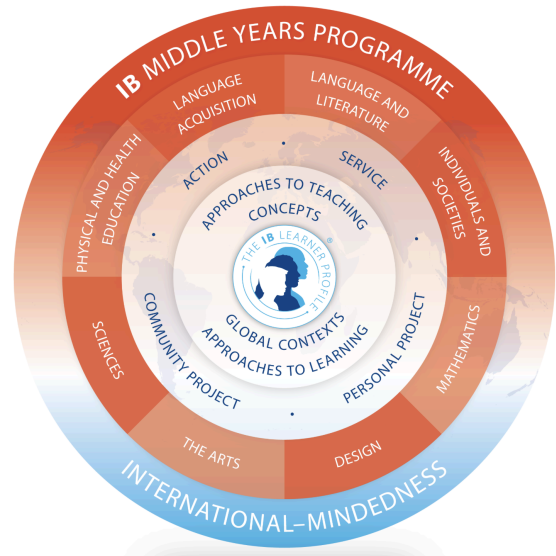 IB MIDDLE YEARS PROGRAMME
LANGUAGE
ACQUISITION
LANGUAGE AND
LITERATURE
PHYSICAL AND HEALTH
EDUCATION
INDIVIDUALS AND
SOCIETIES
ACTION
SERVICE
APPROACHES TO TEACHING
CONCEPTS
THE IB LEARNER PROFILE
®
GLOBAL CONTEXTS
APPROACHES TO LEARNING
COMMUNITY PROJECT
PERSONAL PROJECT
SCIENCES
MATHEMATICS
THE ARTS
DESIGN
INTERNATIONAL–MINDEDNESS